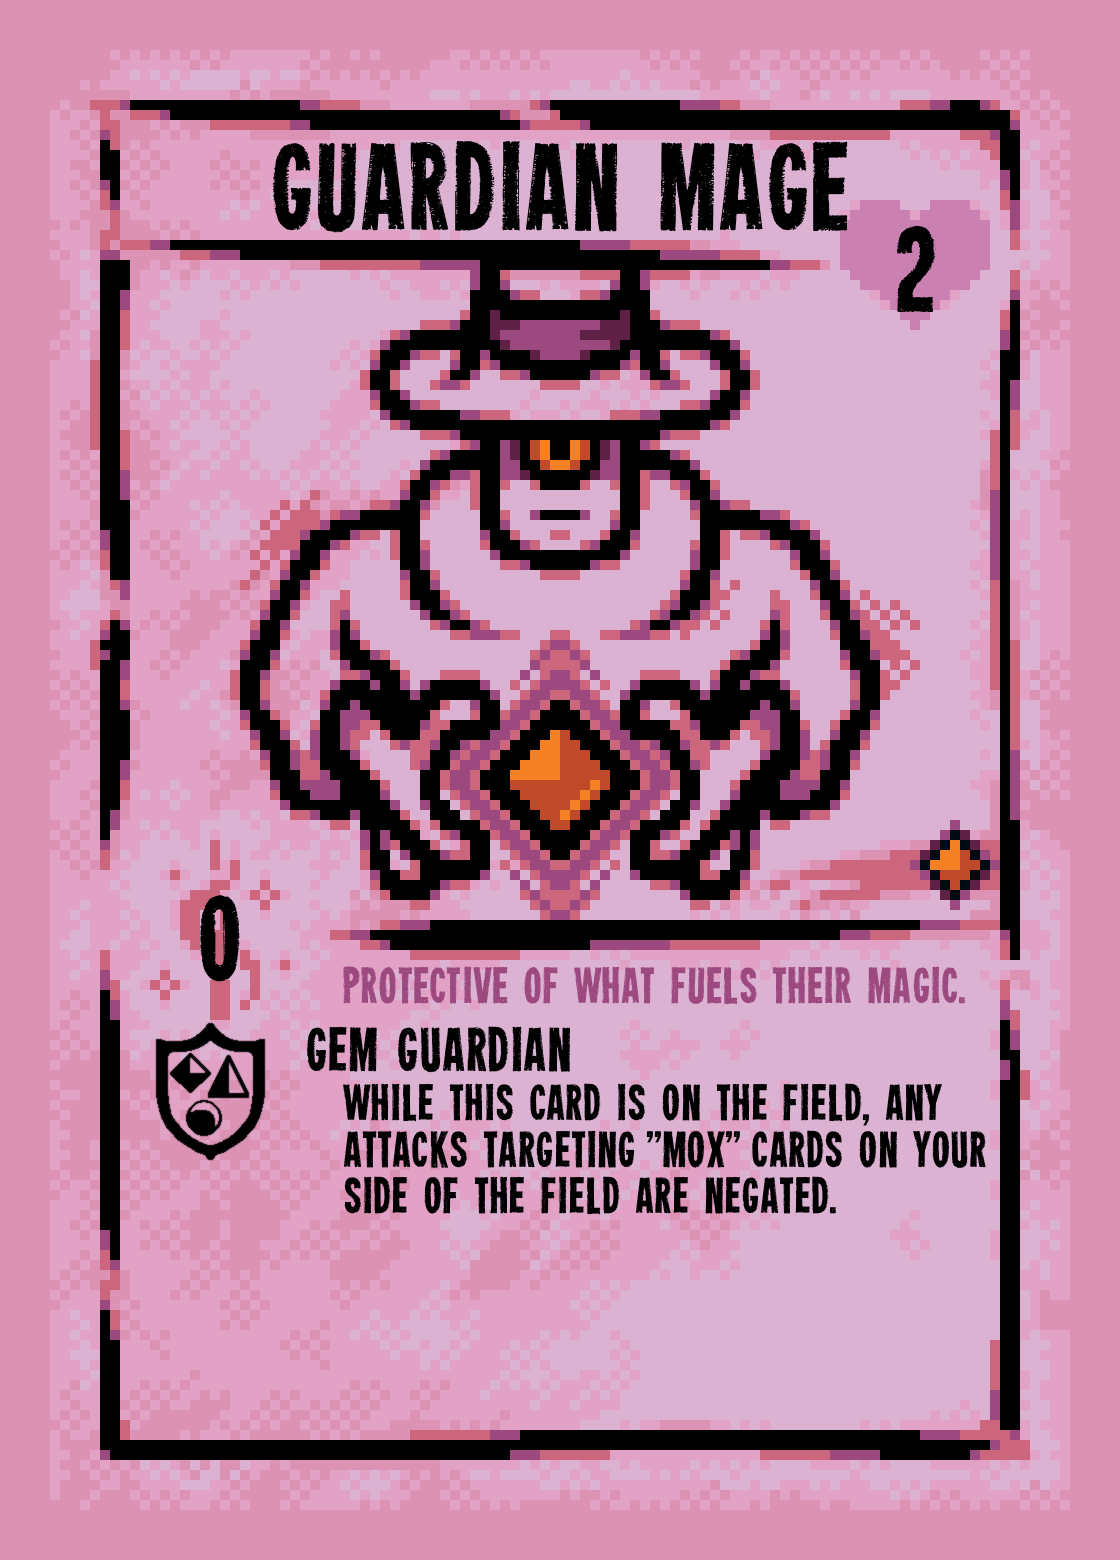 GUARDIAN MAGE
2
0
PROTECTIVE OF WHAT FUELS THEIR MAGIC.
GEM GUARDIAN
WHILE THIS CARD IS ON THE FIELD, ANY
ATTACKS TARGETING "MOX" CARDS ON YOUR
SIDE OF THE FIELD ARE NEGATED.